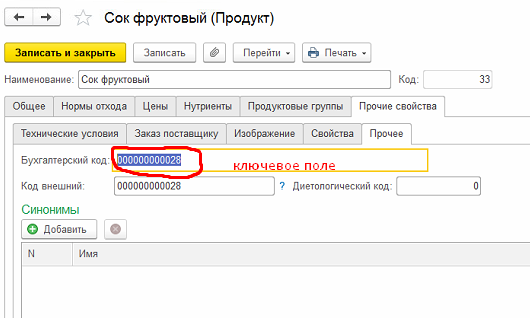 Сок фруктовый (Продукт)
Записать и закрыть Записать Перейти Печать
Наименование: Сок фруктовый Код: 33
Общее Нормы отхода Цены Нутриенты Продуктовые группы Прочие свойства
Технические условия Заказ поставщику Изображение Свойства Прочее
Бухгалтерский код: 000000000028 ключевое поле
Код внешний: 000000000028 ? Диетологический код: 0
Синонимы
Добавить
N Имя